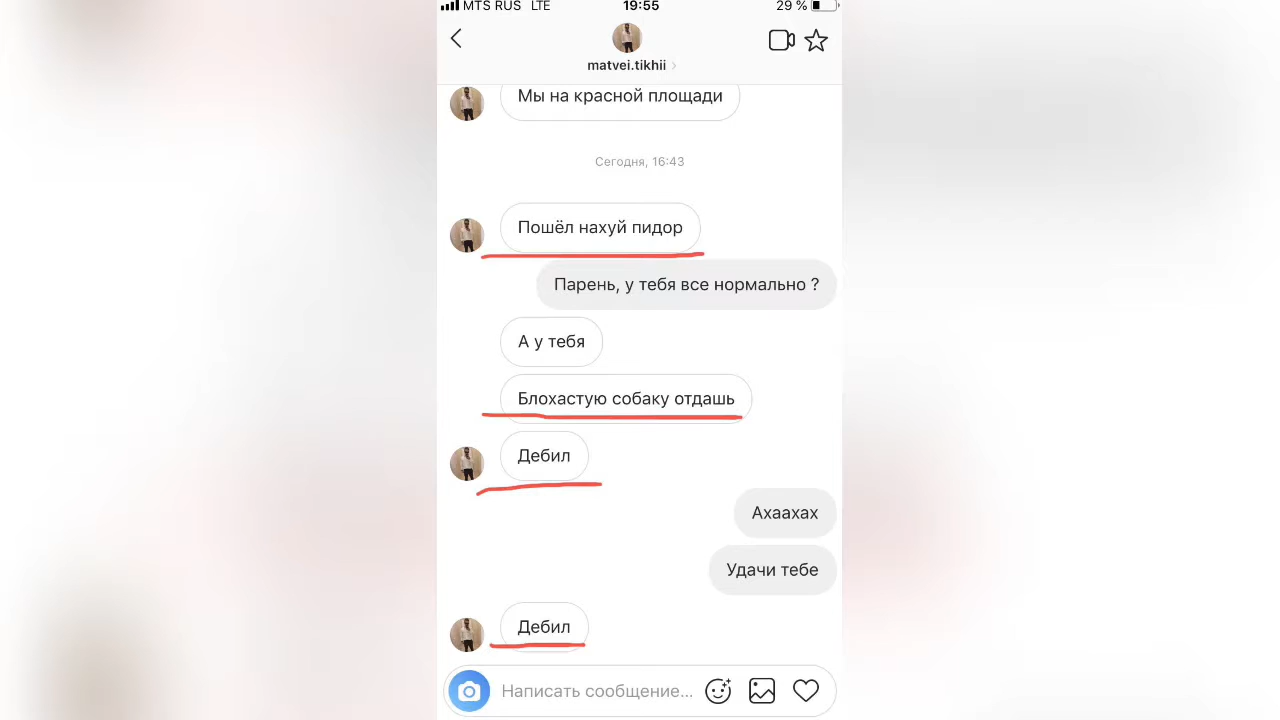 MTS RUS LTE 19:55 29 %
matvei.tikhii
Мы на красной площади
Сегодня, 16:43
Пошёл нахуй пидор
Парень, у тебя все нормально ?
А у тебя
Блохастую собаку отдашь
Дебил
Ахаахах
Удачи тебе
Дебил
Написать сообщение...